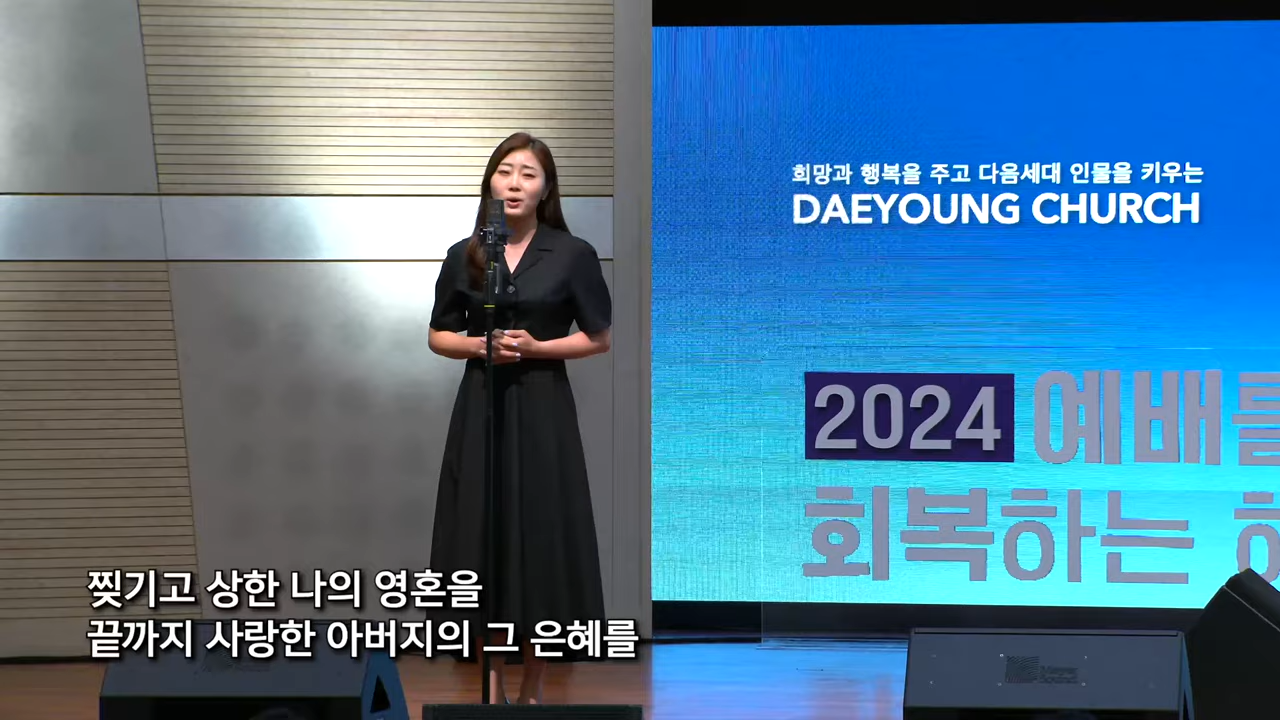 희망과 행복을 주고 다음세대 인물을 키우는
DAEYOUNG CHURCH
2024 예배를
회복하는
찢기고 상한 나의 영혼을
끝까지 사랑한 아버지의 그 은혜를